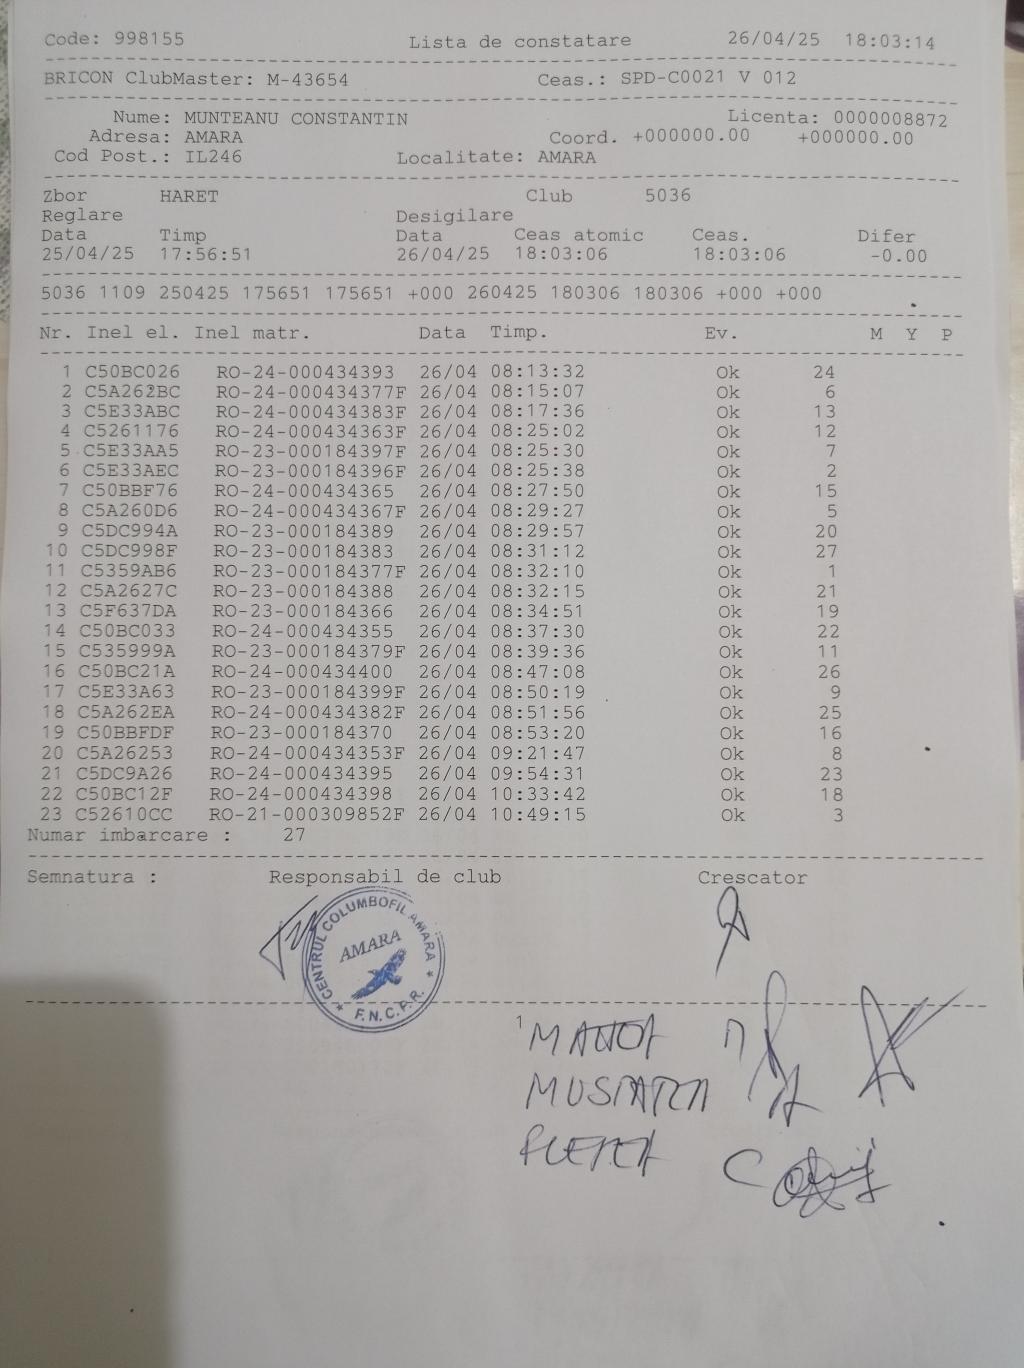 Code: 998155 Lista de constatare 26/04/25 18:03:14
BRICON ClubMaster: M-43654 Ceas.: SPD-C0021 V 012
Nume: MUNTEANU CONSTANTIN Licenta: 0000008872
Adresa: AMARA Coord. +000000.00 +000000.00
Cod Post.: IL246 Localitate: AMARA
Zbor HARET Club 5036
Reglare Desigilare
Data Timp Data Ceas atomic Ceas. Difer
25/04/25 17:56:51 26/04/25 18:03:06 18:03:06 -0.00
5036 1109 250425 175651 175651 +000 260425 180306 180306 +000 +000
Nr. Inel el. Inel matr. Data Timp. Ev. M Y P
1 C50BC026 RO-24-000434393 26/04 08:13:32 Ok 24
2 C5A262BC RO-24-000434377F 26/04 08:15:07 Ok 6
3 C5E33ABC RO-24-000434383F 26/04 08:17:36 Ok 13
4 C5261176 RO-24-000434363F 26/04 08:25:02 Ok 12
5 C5E33AA5 RO-23-000184397F 26/04 08:25:30 Ok 7
6 C5E33AEC RO-23-000184396F 26/04 08:25:38 Ok 2
7 C50BBF76 RO-24-000434365 26/04 08:27:50 Ok 15
8 C5A260D6 RO-24-000434367F 26/04 08:29:27 Ok 5
9 C5DC994A RO-23-000184389 26/04 08:29:57 Ok 20
10 C5DC998F RO-23-000184383 26/04 08:31:12 Ok 27
11 C5359AB6 RO-23-000184377F 26/04 08:32:10 Ok 1
12 C5A2627C RO-23-000184388 26/04 08:32:15 Ok 21
13 C5F637DA RO-23-000184366 26/04 08:34:51 Ok 19
14 C50BC033 RO-24-000434355 26/04 08:37:30 Ok 22
15 C535999A RO-23-000184379F 26/04 08:39:36 Ok 11
16 C50BC21A RO-24-000434400 26/04 08:47:08 Ok 26
17 C5E33A63 RO-23-000184399F 26/04 08:50:19 Ok 9
18 C5A262EA RO-24-000434382F 26/04 08:51:56 Ok 25
19 C50BBFDF RO-23-000184370 26/04 08:53:20 Ok 16
20 C5A26253 RO-24-000434353F 26/04 09:21:47 Ok 8
21 C5DC9A26 RO-24-000434395 26/04 09:54:31 Ok 23
22 C50BC12F RO-24-000434398 26/04 10:33:42 Ok 18
23 C52610CC RO-21-000309852F 26/04 10:49:15 Ok 3
Numar imbarcare : 27
Semnatura : Responsabil de club Crescator
CENTRUL COLUMBOFIL AMARA
AMARA
F.N.C.P.R.
1